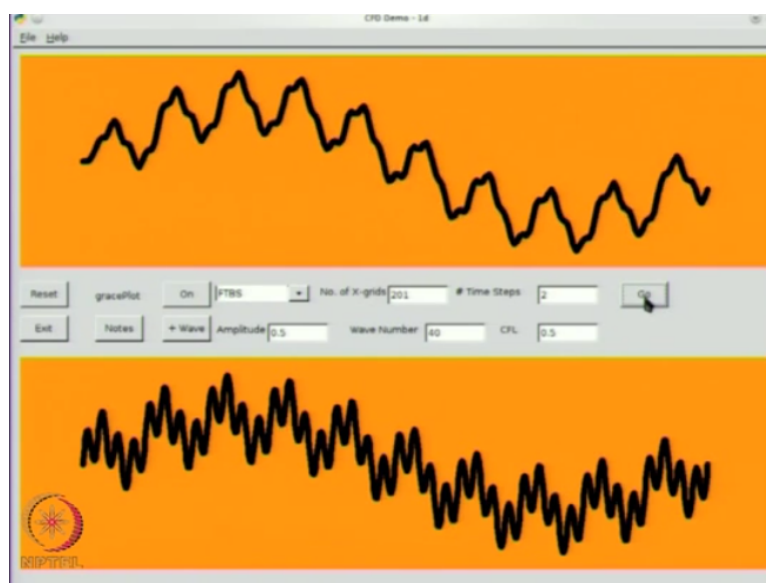 CFD Demo - 1d
File Help
Reset gracePlot On FTBS No. of X-grids 201 # Time Steps 2 Go
Exit Notes + Wave Amplitude 0.5 Wave Number 40 CFL 0.5
NPTEL